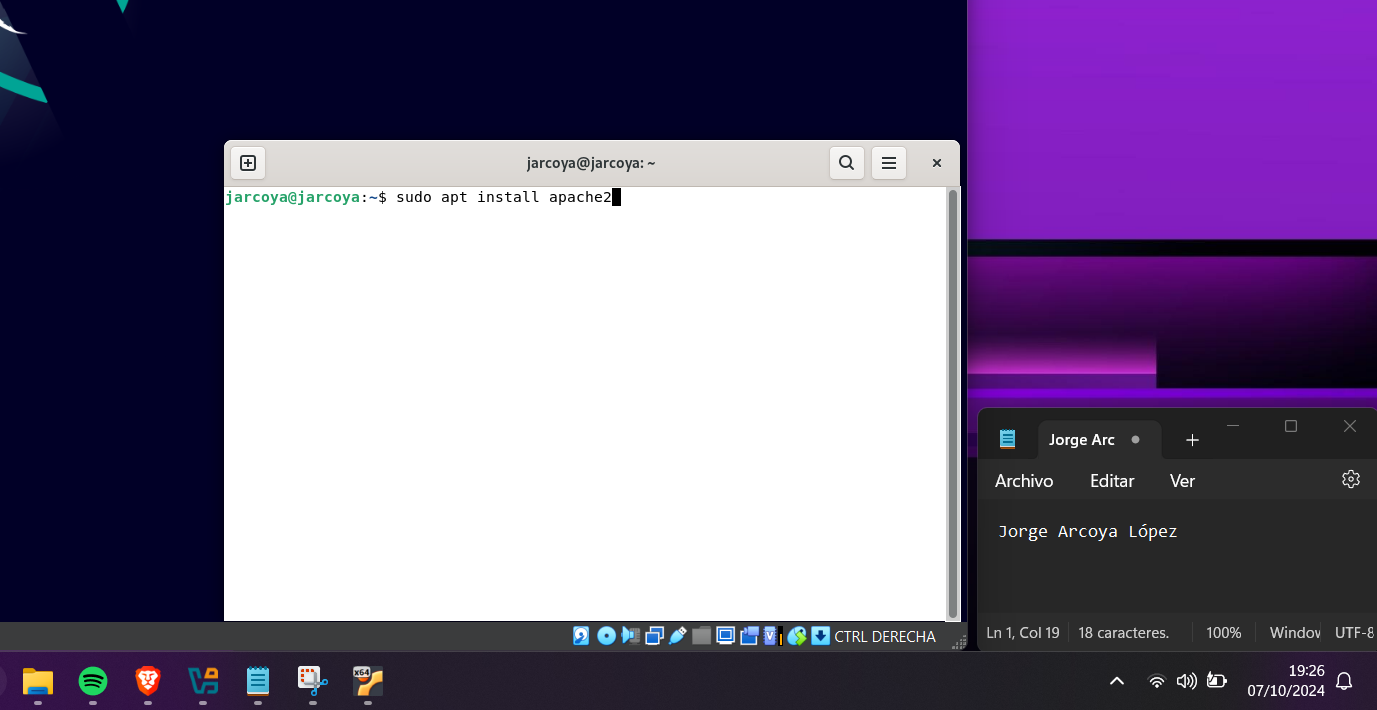 jarcoya@jarcoya: ~
jarcoya@jarcoya:~$ sudo apt install apache2
Jorge Arc
Archivo Editar Ver
Jorge Arcoya López
Ln 1, Col 19 18 caracteres. 100% Window UTF-8
CTRL DERECHA
x64
19:26
07/10/2024